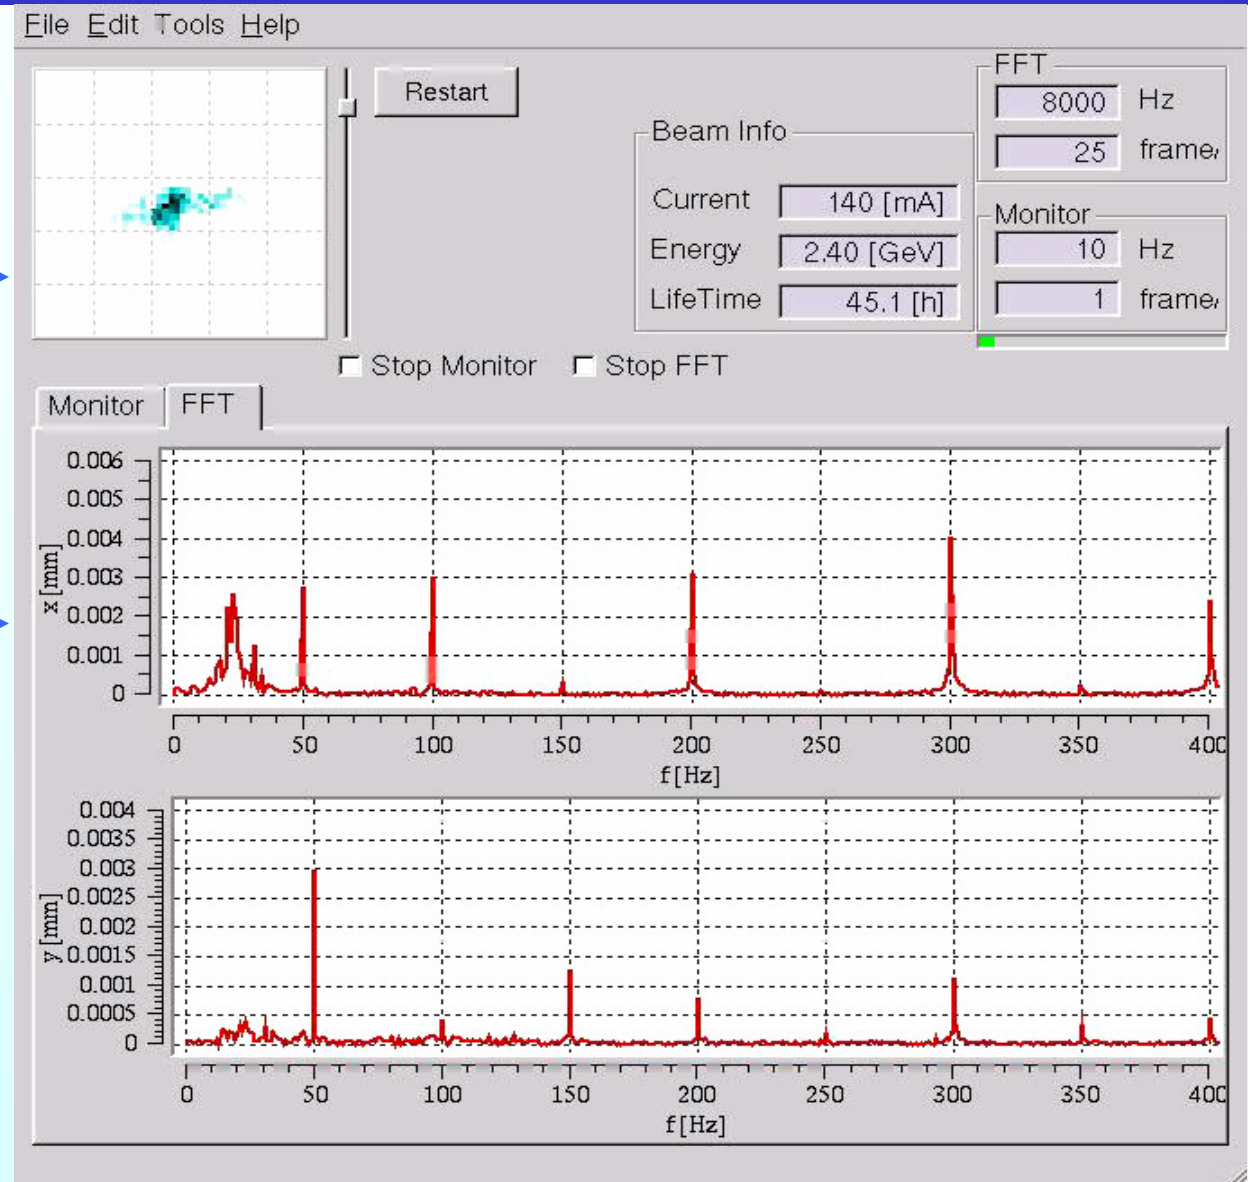 File Edit Tools Help
Restart
FFT
8000 Hz
25 frame/
Beam Info
Current 140 [mA]
Energy 2.40 [GeV]
LifeTime 45.1 [h]
Monitor
10 Hz
1 frame/
Stop Monitor Stop FFT
Monitor FFT
0.006
0.005
0.004
0.003
0.002
0.001
0
x[mm]
0 50 100 150 200 250 300 350 400
f[Hz]
0.004
0.0035
0.003
0.0025
0.002
0.0015
0.001
0.0005
0
y[mm]
0 50 100 150 200 250 300 350 400
f[Hz]